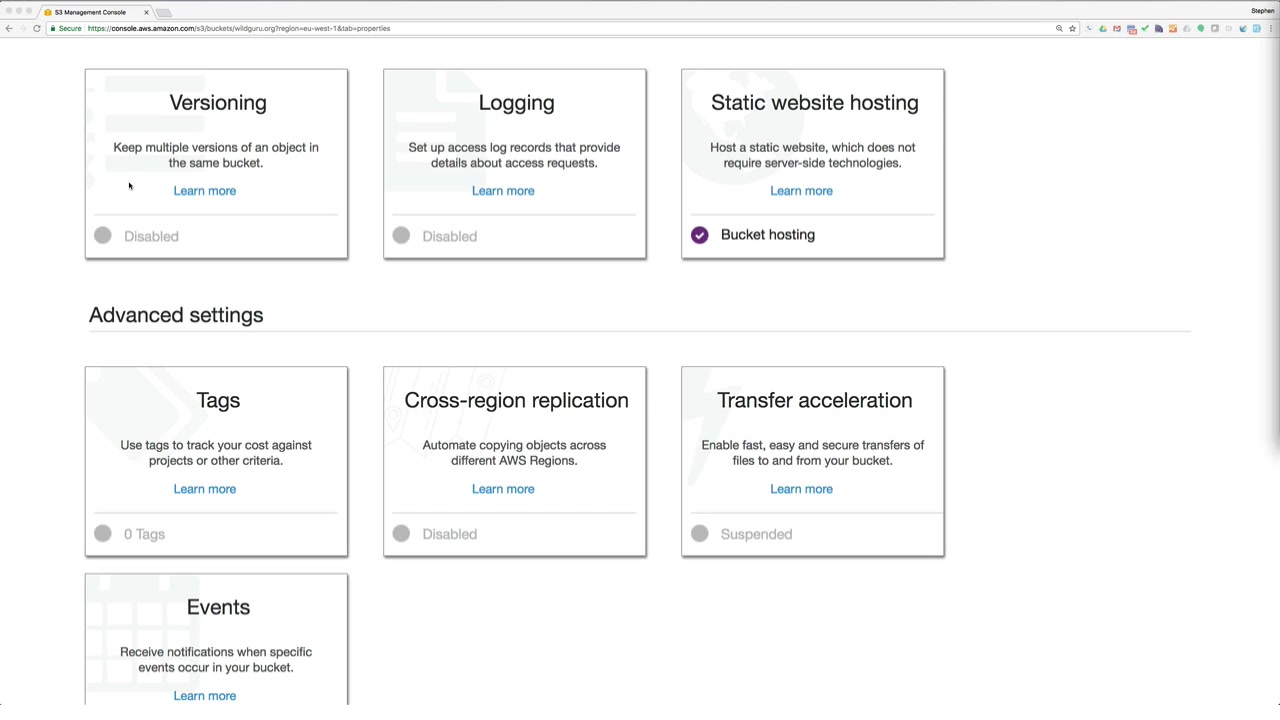 S3 Management Console
Stephen
Secure https://console.aws.amazon.com/s3/buckets/wildguru.org?region=eu-west-1&tab=properties
Versioning
Keep multiple versions of an object in
the same bucket.
Learn more
Disabled
Logging
Set up access log records that provide
details about access requests.
Learn more
Disabled
Static website hosting
Host a static website, which does not
require server-side technologies.
Learn more
Bucket hosting
Advanced settings
Tags
Use tags to track your cost against
projects or other criteria.
Learn more
0 Tags
Cross-region replication
Automate copying objects across
different AWS Regions.
Learn more
Disabled
Transfer acceleration
Enable fast, easy and secure transfers of
files to and from your bucket.
Learn more
Suspended
Events
Receive notifications when specific
events occur in your bucket.
Learn more